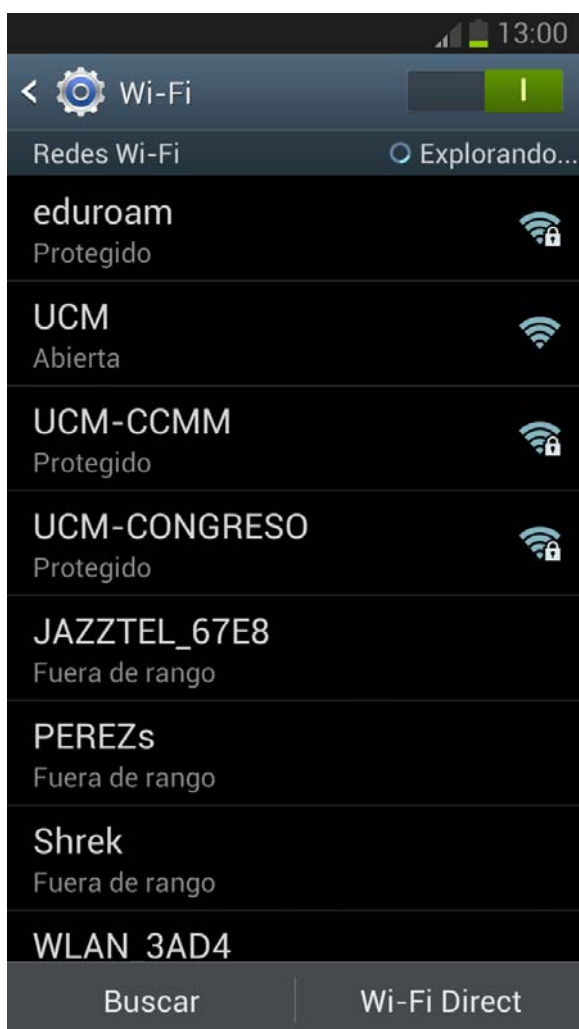 13:00
Wi-Fi
Redes Wi-Fi Explorando...
eduroam
Protegido
UCM
Abierta
UCM-CCMM
Protegido
UCM-CONGRESO
Protegido
JAZZTEL_67E8
Fuera de rango
PEREZs
Fuera de rango
Shrek
Fuera de rango
WLAN_3AD4
Buscar Wi-Fi Direct